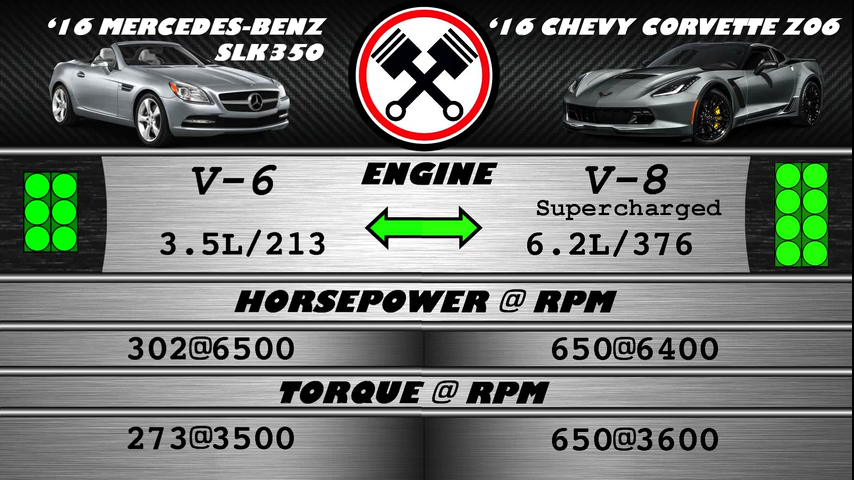 ‘16 MERCEDES-BENZ
SLK350
‘16 CHEVY CORVETTE Z06
ENGINE
V-6
3.5L/213
V-8
Supercharged
6.2L/376
HORSEPOWER @ RPM
302@6500
650@6400
TORQUE @ RPM
273@3500
650@3600